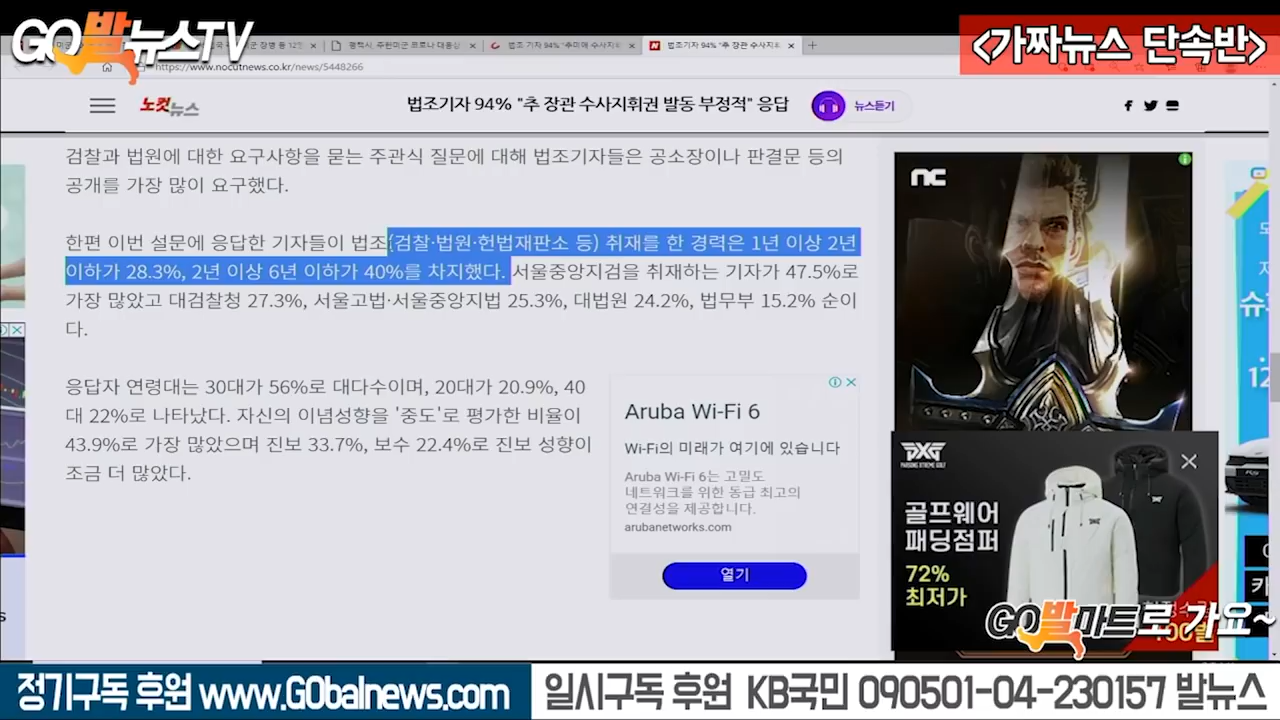 GO발뉴스TV
<가짜뉴스 단속반>
법조기자 94% "추 장관 수사지휘
https://www.nocutnews.co.kr/news/5448266
노컷뉴스
법조기자 94% "추 장관 수사지휘권 발동 부정적" 응답
뉴스듣기
검찰과 법원에 대한 요구사항을 묻는 주관식 질문에 대해 법조기자들은 공소장이나 판결문 등의
공개를 가장 많이 요구했다.
한편 이번 설문에 응답한 기자들이 법조(검찰·법원·헌법재판소 등) 취재를 한 경력은 1년 이상 2년
이하가 28.3%, 2년 이상 6년 이하가 40%를 차지했다. 서울중앙지검을 취재하는 기자가 47.5%로
가장 많았고 대검찰청 27.3%, 서울고법·서울중앙지법 25.3%, 대법원 24.2%, 법무부 15.2% 순이
다.
응답자 연령대는 30대가 56%로 대다수이며, 20대가 20.9%, 40
대 22%로 나타났다. 자신의 이념성향을 '중도'로 평가한 비율이
43.9%로 가장 많았으며 진보 33.7%, 보수 22.4%로 진보 성향이
조금 더 많았다.
Aruba Wi-Fi 6
Wi-Fi의 미래가 여기에 있습니다
Aruba Wi-Fi 6는 고밀도
네트워크를 위한 동급 최고의
연결성을 제공합니다.
arubanetworks.com
열기
nc
PXG
PARSONS XTREME GOLF
골프웨어
패딩점퍼
72%
최저가
GO발마트로 가요~
정기구독 후원 www.GObalnews.com
일시구독 후원 KB국민 090501-04-230157 발뉴스